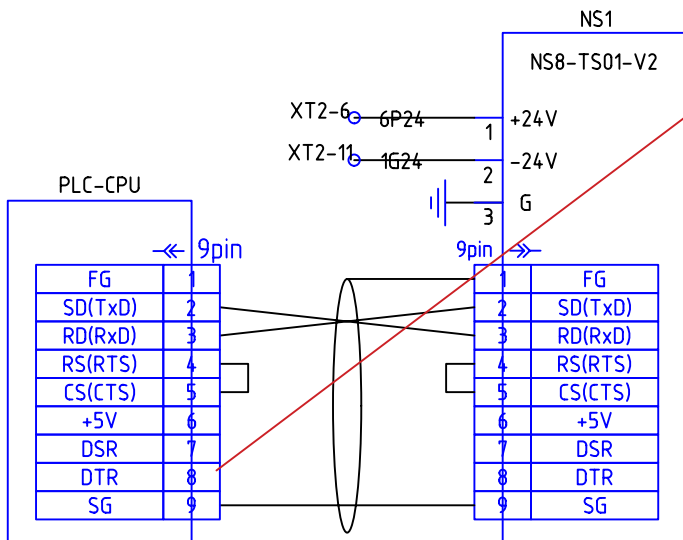 NS1
NS8-TS01-V2
XT2-6 6P24 1 +24V
XT2-11 1G24 2 -24V
3 G
PLC-CPU
9pin 9pin
FG 1 1 FG
SD(TxD) 2 2 SD(TxD)
RD(RxD) 3 3 RD(RxD)
RS(RTS) 4 4 RS(RTS)
CS(CTS) 5 5 CS(CTS)
+5V 6 6 +5V
DSR 7 7 DSR
DTR 8 8 DTR
SG 9 9 SG